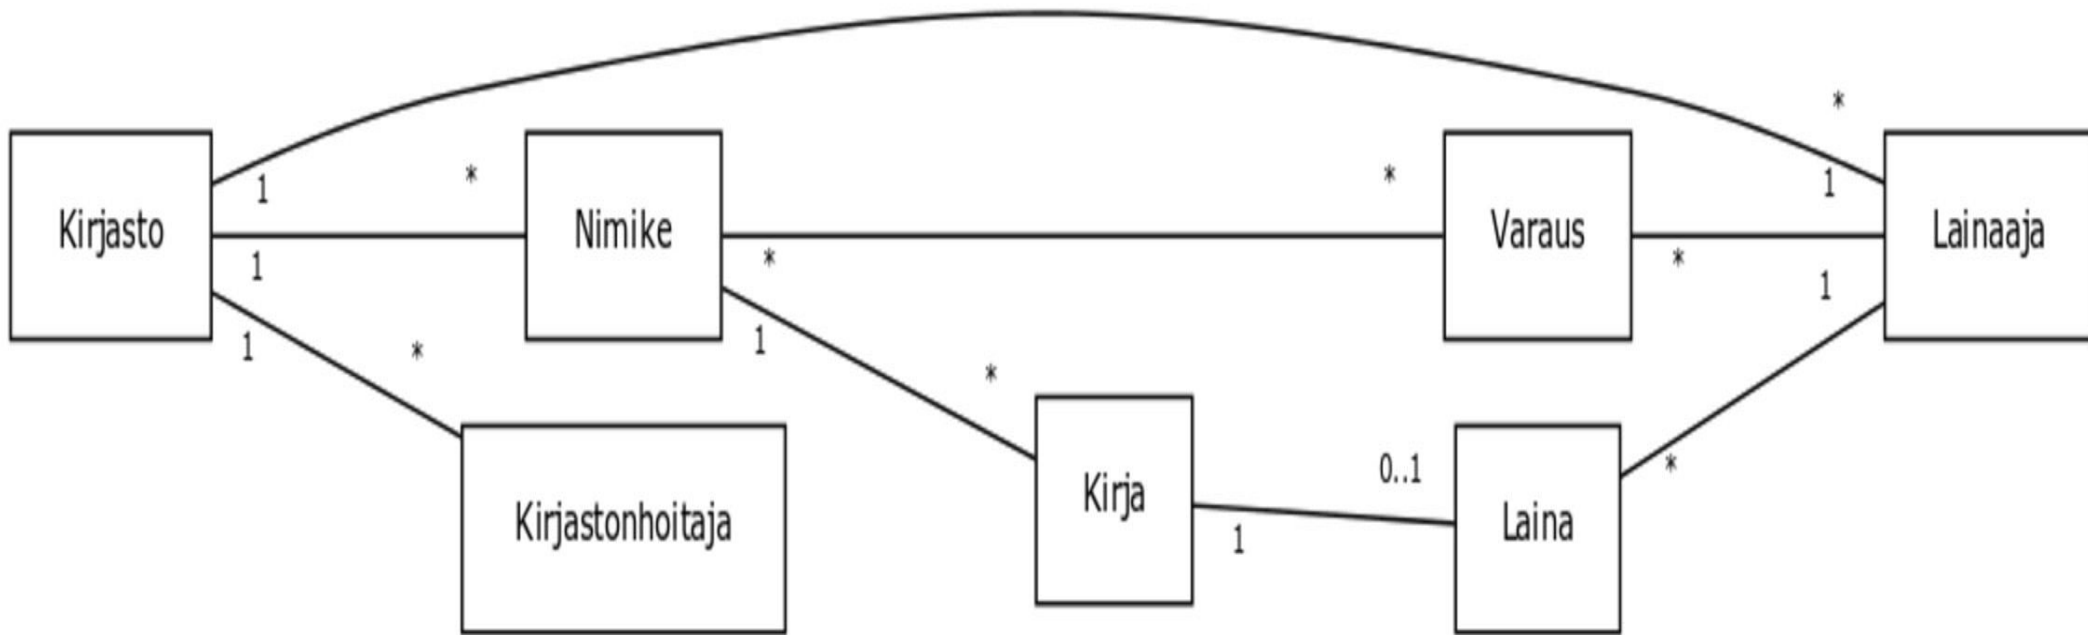 *
1
*
*
1
Kirjasto
Nimike
Varaus
Lainaaja
1
*
*
1
1
*
1
*
Kirjastonhoitaja
Kirja
0..1
*
1
Laina